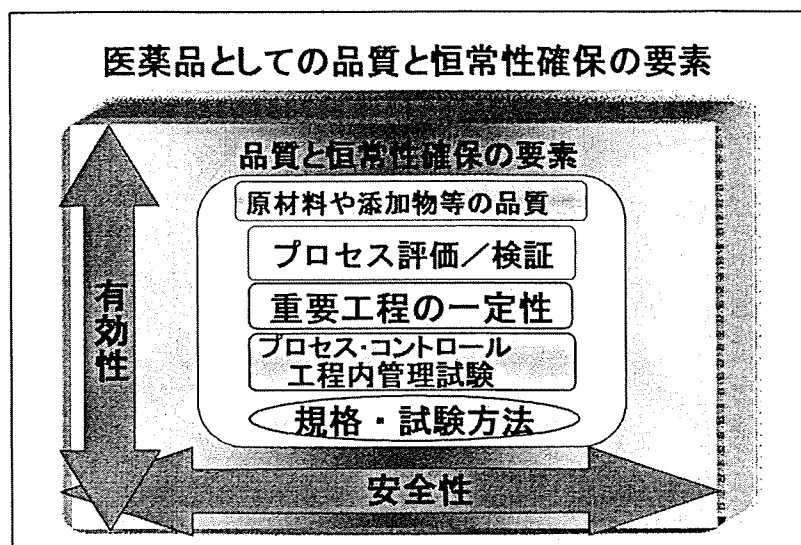 医薬品としての品質と恒常性確保の要素
品質と恒常性確保の要素
原材料や添加物等の品質
プロセス評価／検証
重要工程の一定性
プロセス・コントロール
工程内管理試験
規格・試験方法
有効性
安全性